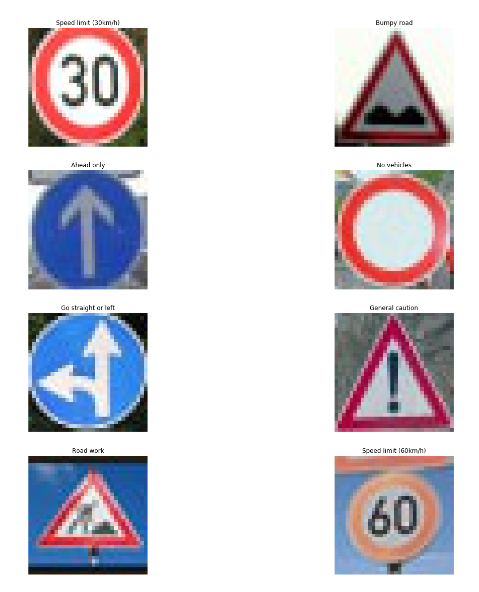 Speed limit (30km/h)
Bumpy road
30
Ahead only
No vehicles
Go straight or left
General caution
!
Road work
Speed limit (60km/h)
60